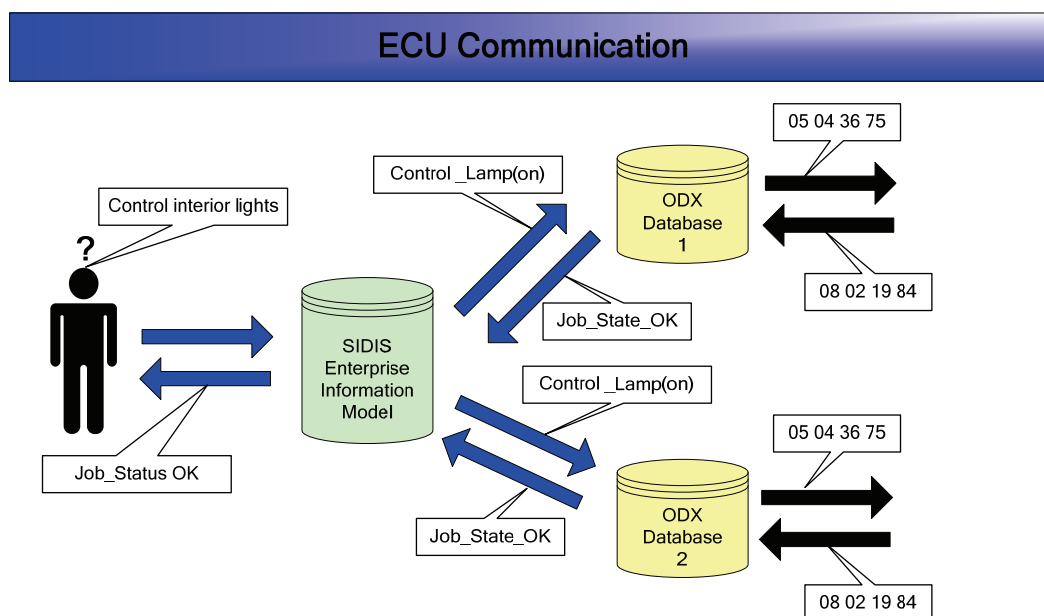 ECU Communication
05 04 36 75
Control _Lamp(on)
ODX
Database
1
Control interior lights
?
08 02 19 84
Job_State_OK
SIDIS
Enterprise
Information
Model
Control _Lamp(on)
05 04 36 75
Job_Status OK
Job_State_OK
ODX
Database
2
08 02 19 84